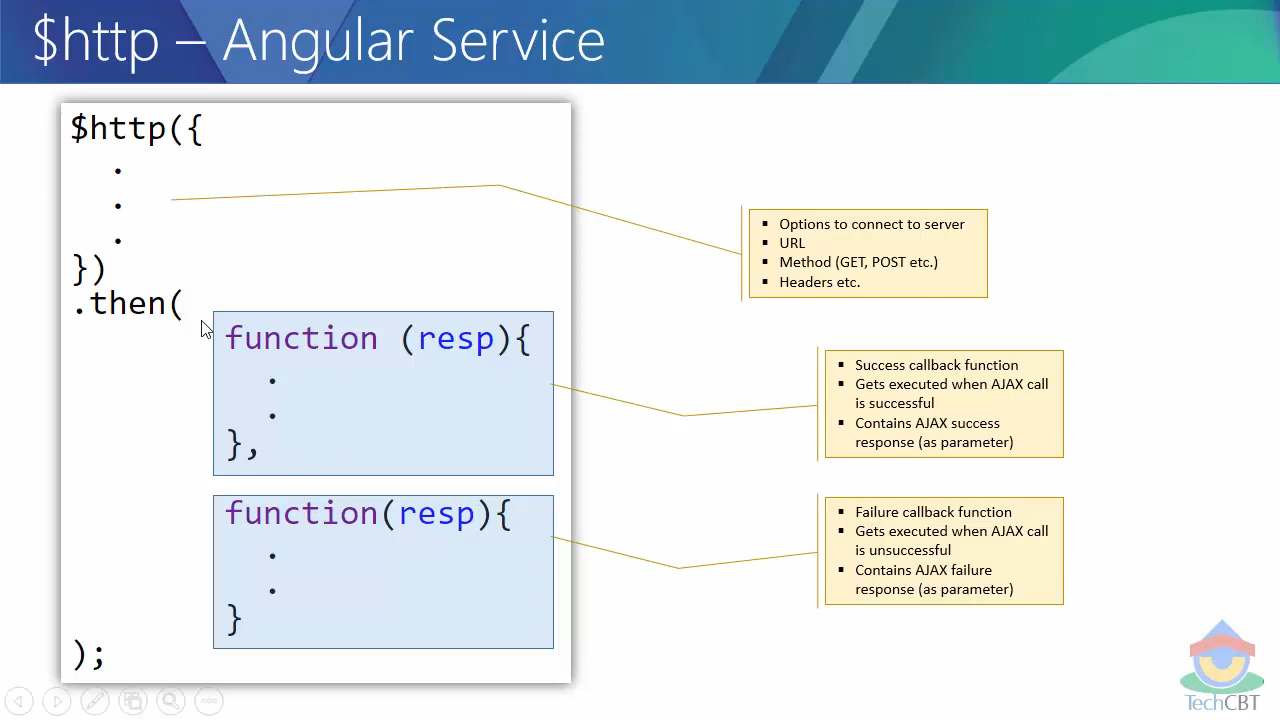 $http – Angular Service
$http({
.
.
.
})
.then(
function (resp){
.
.
},
function(resp){
.
.
}
);
▪ Options to connect to server
▪ URL
▪ Method (GET, POST etc.)
▪ Headers etc.
▪ Success callback function
▪ Gets executed when AJAX call
is successful
▪ Contains AJAX success
response (as parameter)
▪ Failure callback function
▪ Gets executed when AJAX call
is unsuccessful
▪ Contains AJAX failure
response (as parameter)
TechCBT